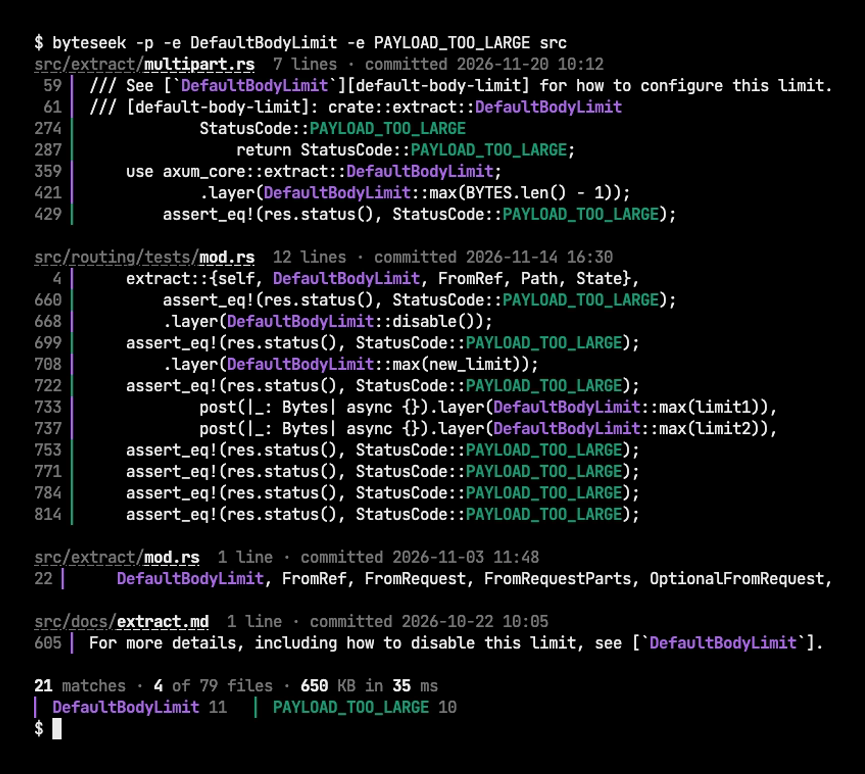 $ byteseek -p -e DefaultBodyLimit -e PAYLOAD_TOO_LARGE src
src/extract/multipart.rs  7 lines · committed 2026-11-20 10:12
 59 | /// See [`DefaultBodyLimit`][default-body-limit] for how to configure this limit.
 61 | /// [default-body-limit]: crate::extract::DefaultBodyLimit
274 |             StatusCode::PAYLOAD_TOO_LARGE
287 |                 return StatusCode::PAYLOAD_TOO_LARGE;
359 |     use axum_core::extract::DefaultBodyLimit;
421 |             .layer(DefaultBodyLimit::max(BYTES.len() - 1));
429 |         assert_eq!(res.status(), StatusCode::PAYLOAD_TOO_LARGE);

src/routing/tests/mod.rs  12 lines · committed 2026-11-14 16:30
  4 |     extract::{self, DefaultBodyLimit, FromRef, Path, State},
660 |         assert_eq!(res.status(), StatusCode::PAYLOAD_TOO_LARGE);
668 |         .layer(DefaultBodyLimit::disable());
699 |     assert_eq!(res.status(), StatusCode::PAYLOAD_TOO_LARGE);
708 |         .layer(DefaultBodyLimit::max(new_limit));
722 |     assert_eq!(res.status(), StatusCode::PAYLOAD_TOO_LARGE);
733 |             post(|_: Bytes| async {}).layer(DefaultBodyLimit::max(limit1)),
737 |             post(|_: Bytes| async {}).layer(DefaultBodyLimit::max(limit2)),
753 |     assert_eq!(res.status(), StatusCode::PAYLOAD_TOO_LARGE);
771 |     assert_eq!(res.status(), StatusCode::PAYLOAD_TOO_LARGE);
784 |     assert_eq!(res.status(), StatusCode::PAYLOAD_TOO_LARGE);
814 |     assert_eq!(res.status(), StatusCode::PAYLOAD_TOO_LARGE);

src/extract/mod.rs  1 line · committed 2026-11-03 11:48
22 |     DefaultBodyLimit, FromRef, FromRequest, FromRequestParts, OptionalFromRequest,

src/docs/extract.md  1 line · committed 2026-10-22 10:05
605 | For more details, including how to disable this limit, see [`DefaultBodyLimit`].

21 matches · 4 of 79 files · 650 KB in 35 ms
| DefaultBodyLimit 11  | PAYLOAD_TOO_LARGE 10
$